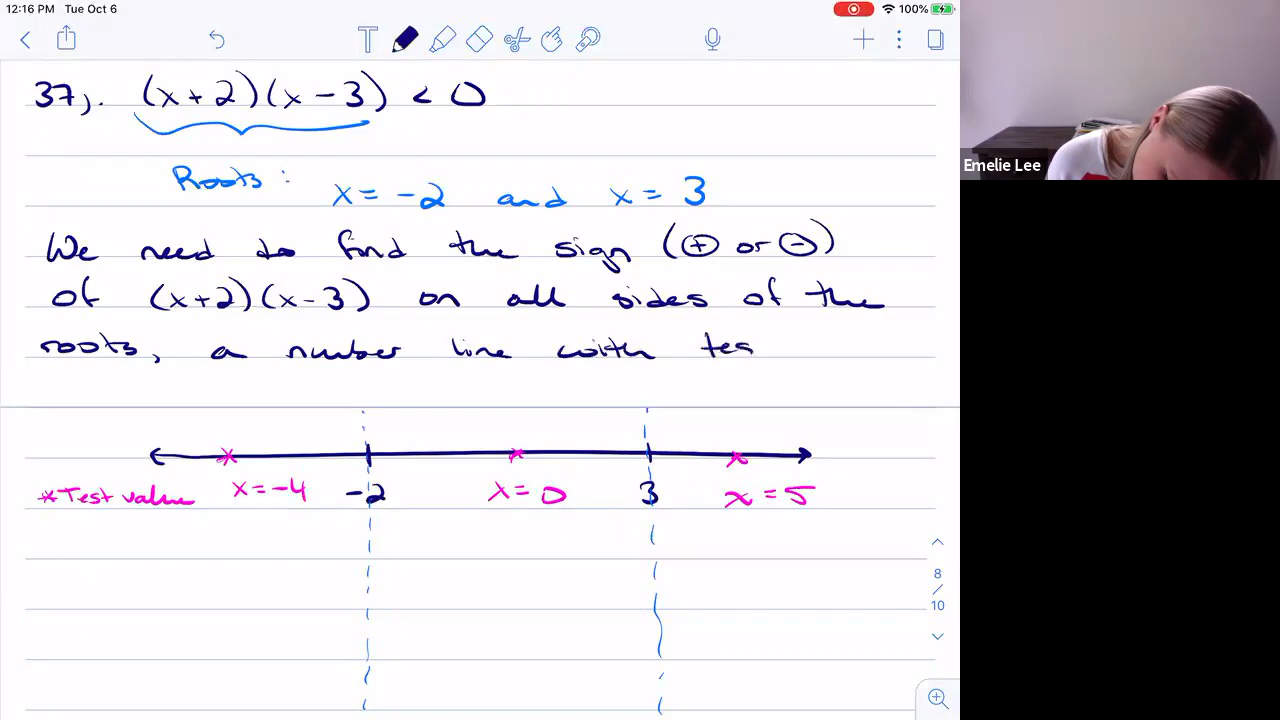 12:16 PM Tue Oct 6
100%
37). (x+2)(x-3) < 0
Emelie Lee
Roots: x = -2 and x = 3
We need to find the sign (⊕ or ⊖)
of (x+2)(x-3) on all sides of the
roots, a number line with tes
*Test value x=-4 -2 x=0 3 x=5
8
/
10